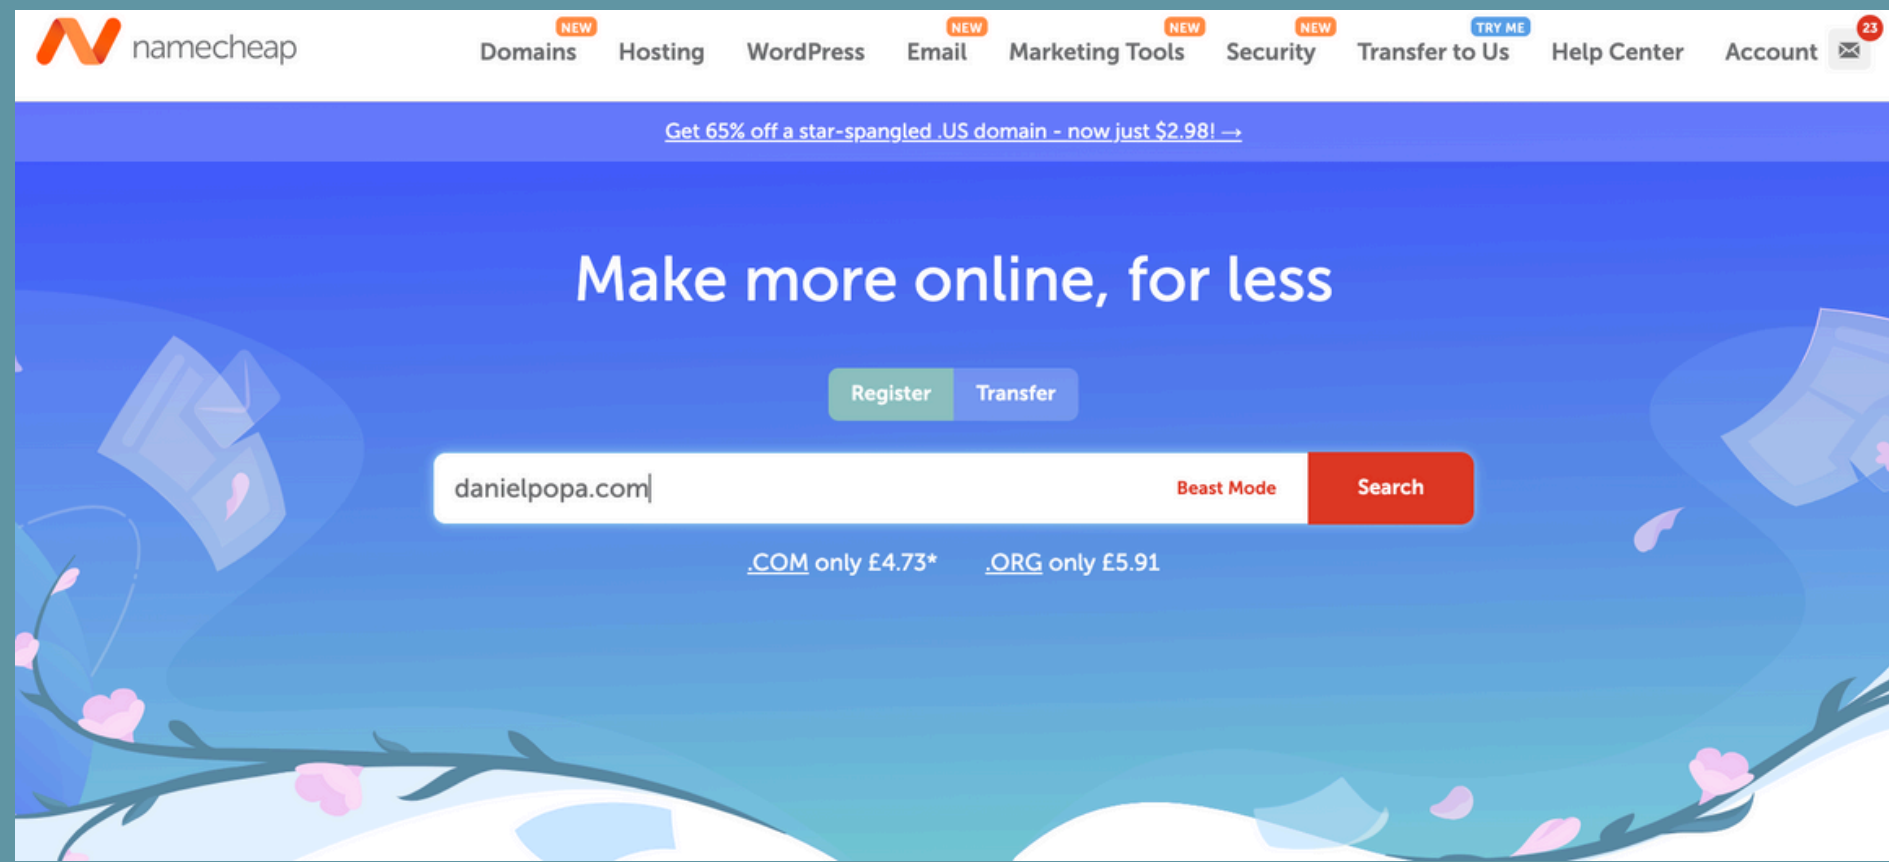 namecheap
NEW NEW NEW NEW TRY ME 23
Domains Hosting WordPress Email Marketing Tools Security Transfer to Us Help Center Account
Get 65% off a star-spangled .US domain - now just $2.98! →
Make more online, for less
Register Transfer
danielpopa.com Beast Mode Search
.COM only £4.73* .ORG only £5.91